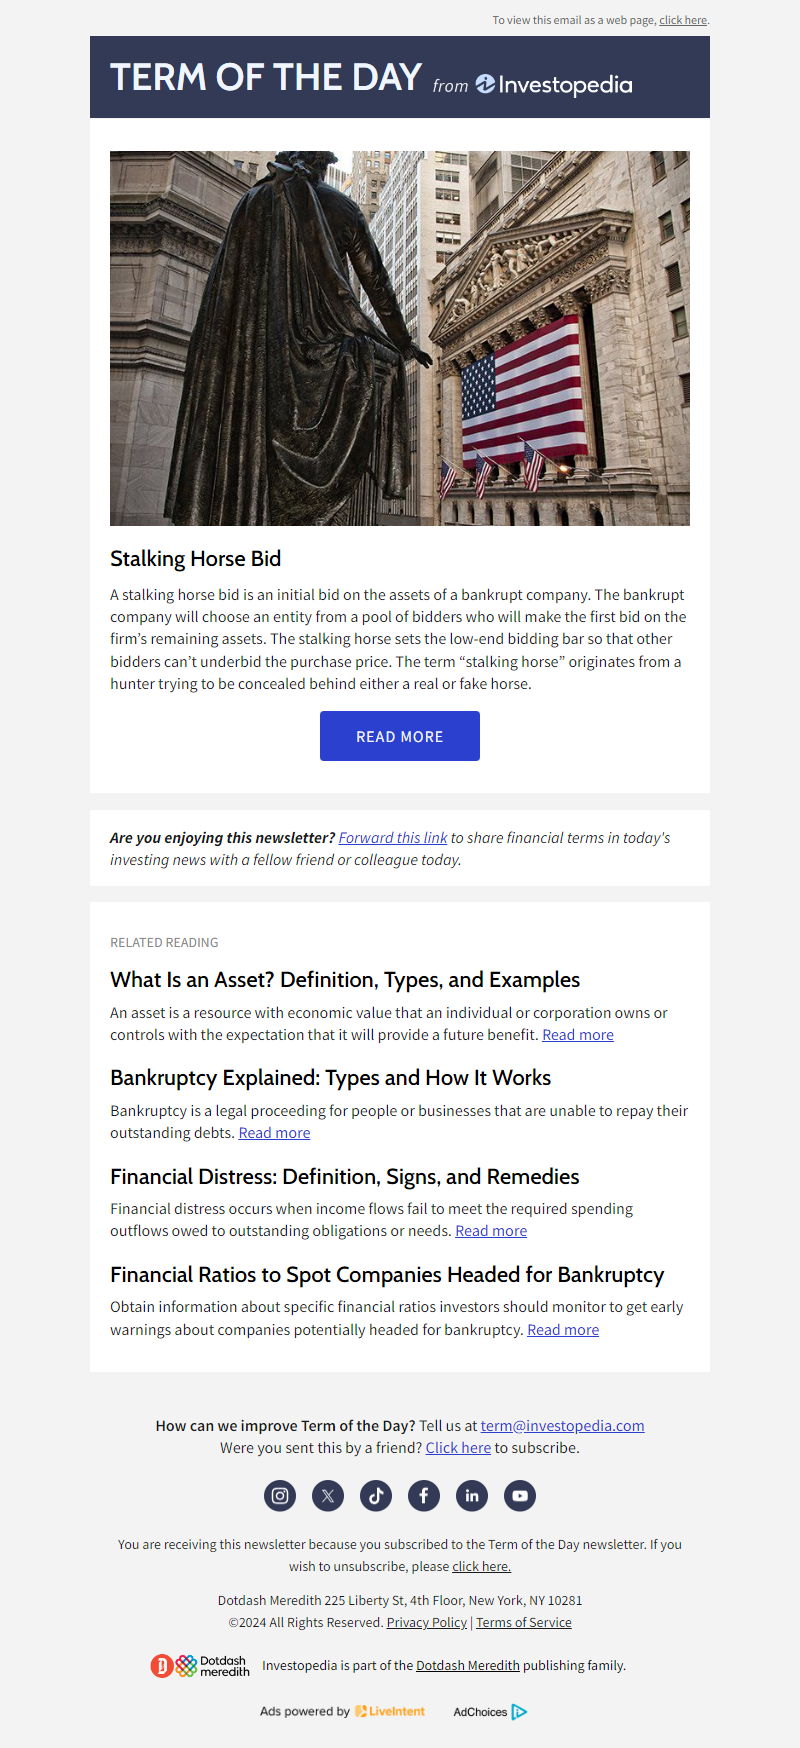 To view this email as a web page, click here.
TERM OF THE DAY from Investopedia
Stalking Horse Bid
A stalking horse bid is an initial bid on the assets of a bankrupt company. The bankrupt
company will choose an entity from a pool of bidders who will make the first bid on the
firm’s remaining assets. The stalking horse sets the low-end bidding bar so that other
bidders can’t underbid the purchase price. The term “stalking horse” originates from a
hunter trying to be concealed behind either a real or fake horse.
READ MORE
Are you enjoying this newsletter? Forward this link to share financial terms in today's
investing news with a fellow friend or colleague today.
RELATED READING
What Is an Asset? Definition, Types, and Examples
An asset is a resource with economic value that an individual or corporation owns or
controls with the expectation that it will provide a future benefit. Read more
Bankruptcy Explained: Types and How It Works
Bankruptcy is a legal proceeding for people or businesses that are unable to repay their
outstanding debts. Read more
Financial Distress: Definition, Signs, and Remedies
Financial distress occurs when income flows fail to meet the required spending
outflows owed to outstanding obligations or needs. Read more
Financial Ratios to Spot Companies Headed for Bankruptcy
Obtain information about specific financial ratios investors should monitor to get early
warnings about companies potentially headed for bankruptcy. Read more
How can we improve Term of the Day? Tell us at term@investopedia.com
Were you sent this by a friend? Click here to subscribe.
You are receiving this newsletter because you subscribed to the Term of the Day newsletter. If you
wish to unsubscribe, please click here.
Dotdash Meredith 225 Liberty St, 4th Floor, New York, NY 10281
©2024 All Rights Reserved. Privacy Policy | Terms of Service
Dotdash
meredith
Investopedia is part of the Dotdash Meredith publishing family.
Ads powered by LiveIntent
AdChoices